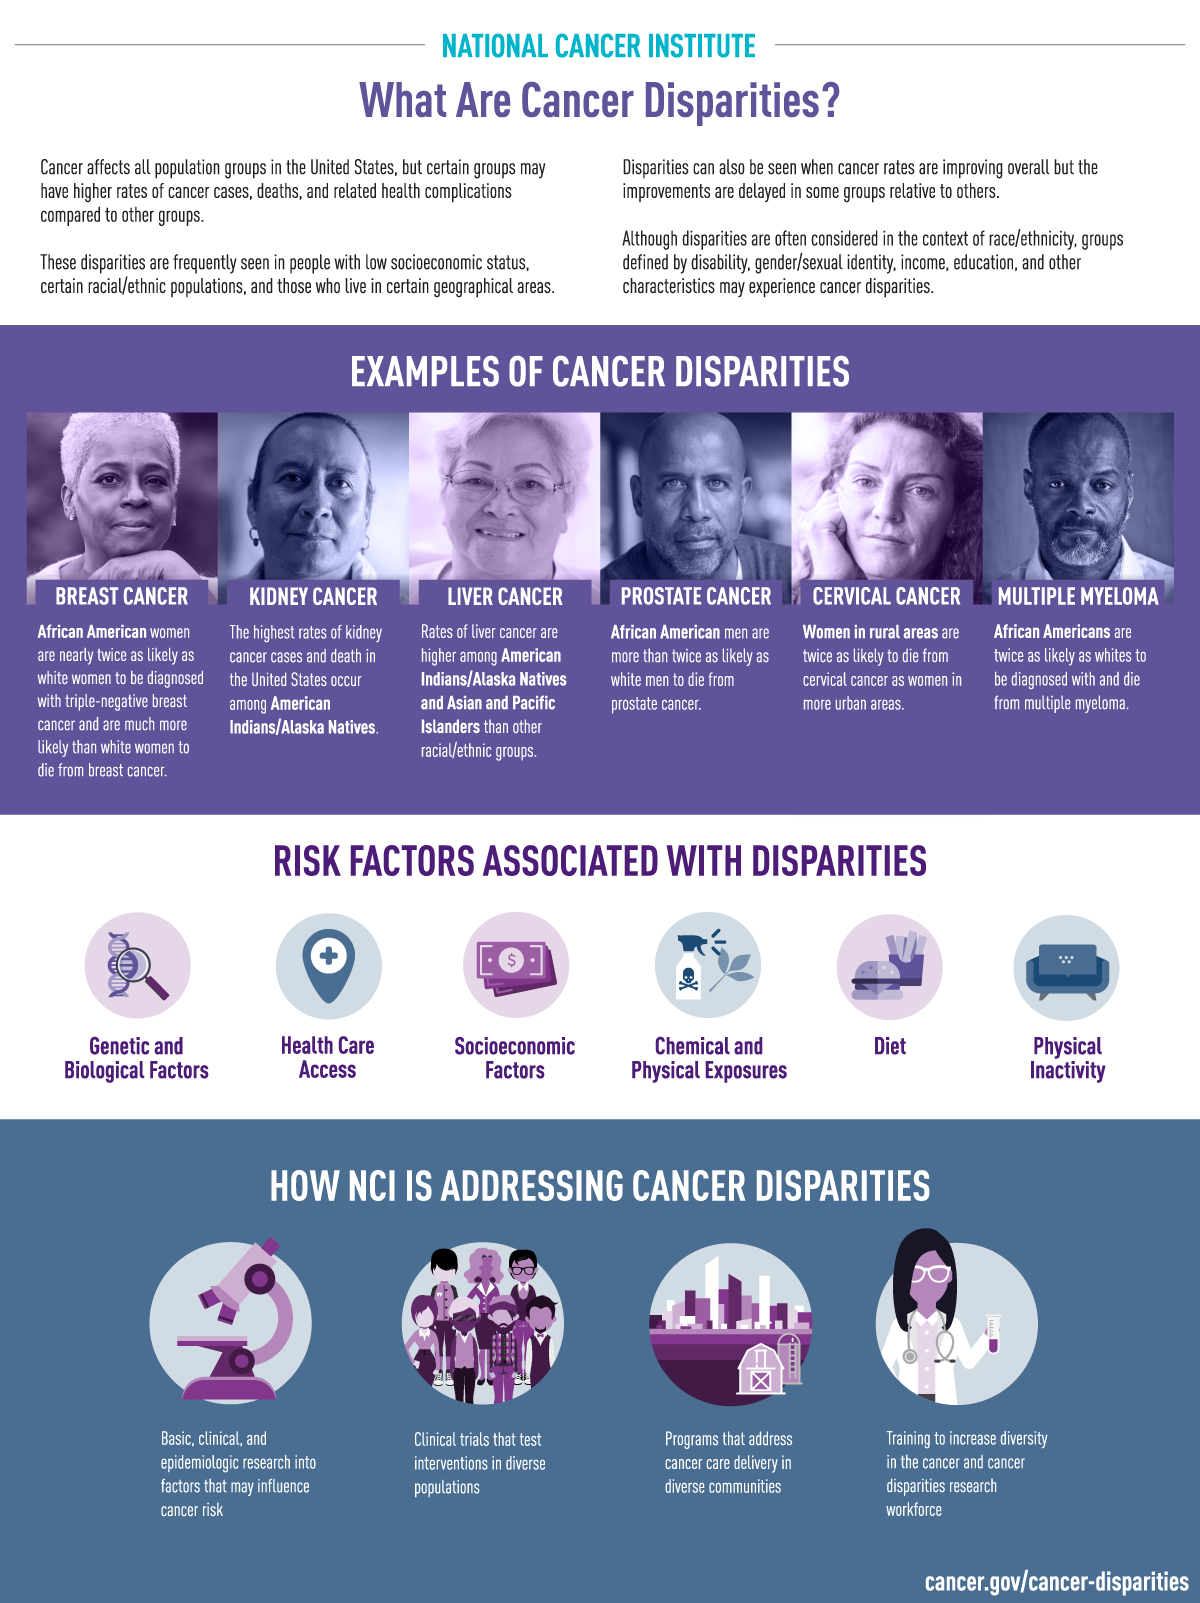 NATIONAL CANCER INSTITUTE
What Are Cancer Disparities?
Cancer affects all population groups in the United States, but certain groups may
have higher rates of cancer cases, deaths, and related health complications
compared to other groups.
These disparities are frequently seen in people with low socioeconomic status,
certain racial/ethnic populations, and those who live in certain geographical areas.
Disparities can also be seen when cancer rates are improving overall but the
improvements are delayed in some groups relative to others.
Although disparities are often considered in the context of race/ethnicity, groups
defined by disability, gender/sexual identity, income, education, and other
characteristics may experience cancer disparities.
EXAMPLES OF CANCER DISPARITIES
BREAST CANCER
African American women
are nearly twice as likely as
white women to be diagnosed
with triple-negative breast
cancer and are much more
likely than white women to
die from breast cancer.
KIDNEY CANCER
The highest rates of kidney
cancer cases and death in
the United States occur
among American
Indians/Alaska Natives.
LIVER CANCER
Rates of liver cancer are
higher among American
Indians/Alaska Natives
and Asian and Pacific
Islanders than other
racial/ethnic groups.
PROSTATE CANCER
African American men are
more than twice as likely as
white men to die from
prostate cancer.
CERVICAL CANCER
Women in rural areas are
twice as likely to die from
cervical cancer as women in
more urban areas.
MULTIPLE MYELOMA
African Americans are
twice as likely as whites to
be diagnosed with and die
from multiple myeloma.
RISK FACTORS ASSOCIATED WITH DISPARITIES
$
Genetic and
Biological Factors
Health Care
Access
Socioeconomic
Factors
Chemical and
Physical Exposures
Diet
Physical
Inactivity
HOW NCI IS ADDRESSING CANCER DISPARITIES
Basic, clinical, and
epidemiologic research into
factors that may influence
cancer risk
Clinical trials that test
interventions in diverse
populations
Programs that address
cancer care delivery in
diverse communities
Training to increase diversity
in the cancer and cancer
disparities research
workforce
cancer.gov/cancer-disparities